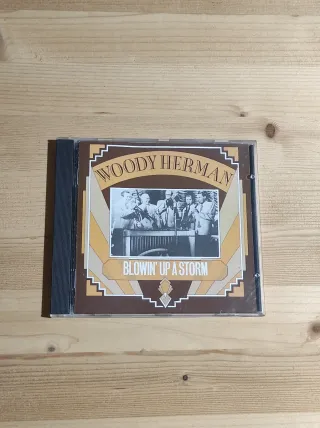 WOODY HERMAN
BLOWIN' UP A STORM